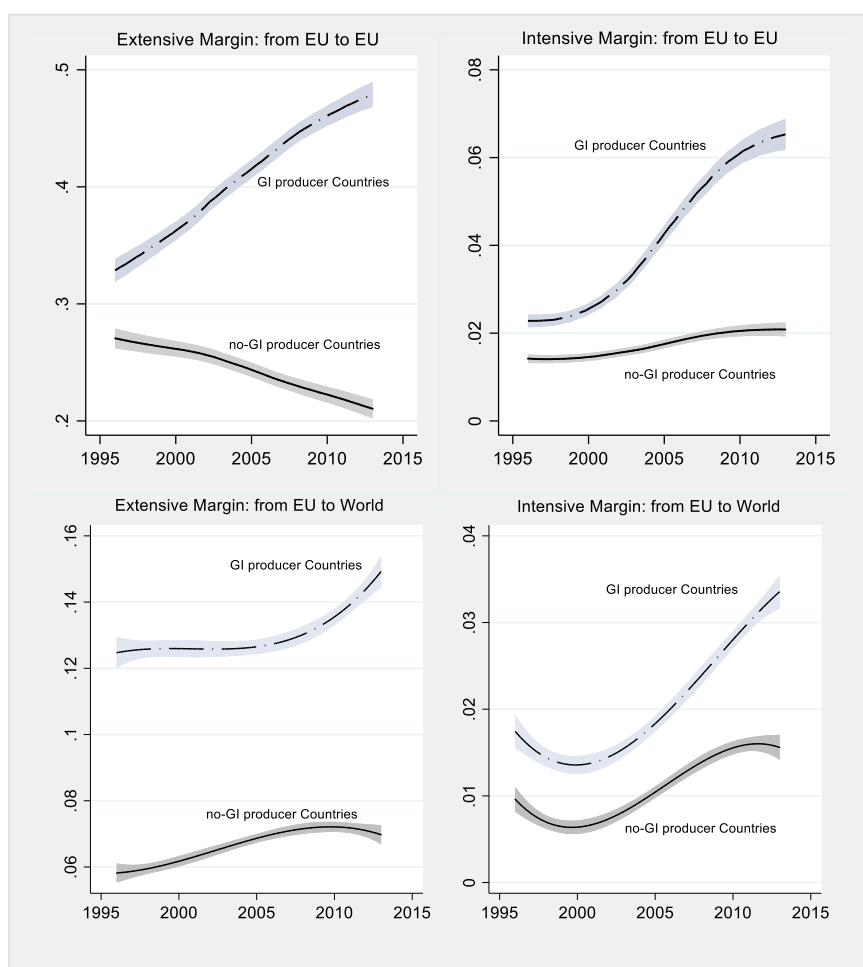 Extensive Margin: from EU to EU
.5
.4
.3
.2
GI producer Countries
no-GI producer Countries
1995 2000 2005 2010 2015
Intensive Margin: from EU to EU
.08
.06
.04
.02
0
GI producer Countries
no-GI producer Countries
1995 2000 2005 2010 2015
Extensive Margin: from EU to World
.16
.14
.12
.1
.08
.06
GI producer Countries
no-GI producer Countries
1995 2000 2005 2010 2015
Intensive Margin: from EU to World
.04
.03
.02
.01
0
GI producer Countries
no-GI producer Countries
1995 2000 2005 2010 2015